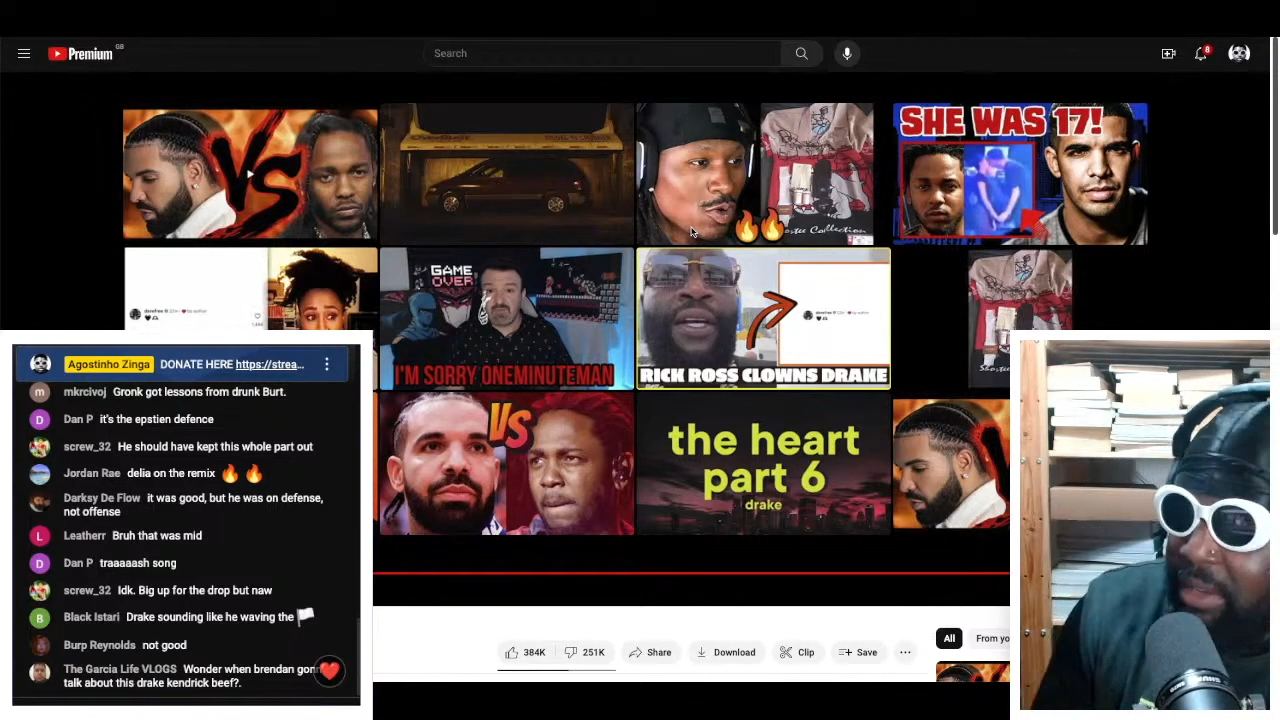 Premium GB
Search
8
VS
Shotee Collection
SHE WAS 17!
GAME
OVER
I'M SORRY ONEMINUTEMAN
RICK ROSS CLOWNS DRAKE
VS
the heart
part 6
drake
Agostinho Zinga DONATE HERE https://strea...
mkrcivoj Gronk got lessons from drunk Burt.
Dan P it's the epstien defence
screw_32 He should have kept this whole part out
Jordan Rae delia on the remix 🔥 🔥
Darksy De Flow it was good, but he was on defense,
not offense
Leatherr Bruh that was mid
Dan P traaaaash song
screw_32 Idk. Big up for the drop but naw
Black Istari Drake sounding like he waving the 🏳️
Burp Reynolds not good
The Garcia Life VLOGS Wonder when brendan gon
talk about this drake kendrick beef?.
384K 251K Share Download Clip Save ...
All From yo
SHURE